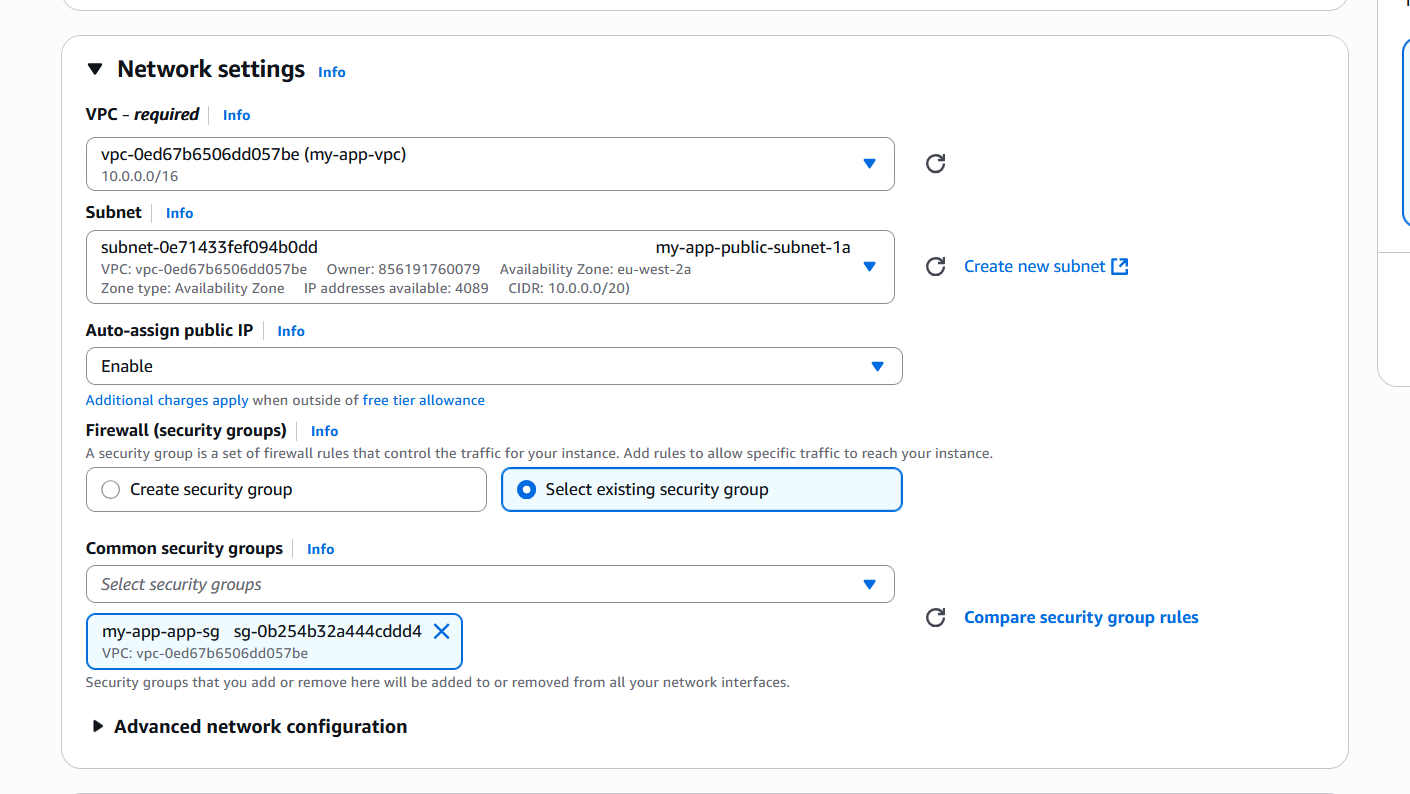 Network settings Info
VPC – required Info
vpc-0ed67b6506dd057be (my-app-vpc)
10.0.0.0/16
Subnet Info
subnet-0e71433fef094b0dd my-app-public-subnet-1a
VPC: vpc-0ed67b6506dd057be Owner: 856191760079 Availability Zone: eu-west-2a
Zone type: Availability Zone IP addresses available: 4089 CIDR: 10.0.0.0/20)
Create new subnet
Auto-assign public IP Info
Enable
Additional charges apply when outside of free tier allowance
Firewall (security groups) Info
A security group is a set of firewall rules that control the traffic for your instance. Add rules to allow specific traffic to reach your instance.
Create security group Select existing security group
Common security groups Info
Select security groups
my-app-app-sg sg-0b254b32a444cddd4
VPC: vpc-0ed67b6506dd057be
Compare security group rules
Security groups that you add or remove here will be added to or removed from all your network interfaces.
Advanced network configuration